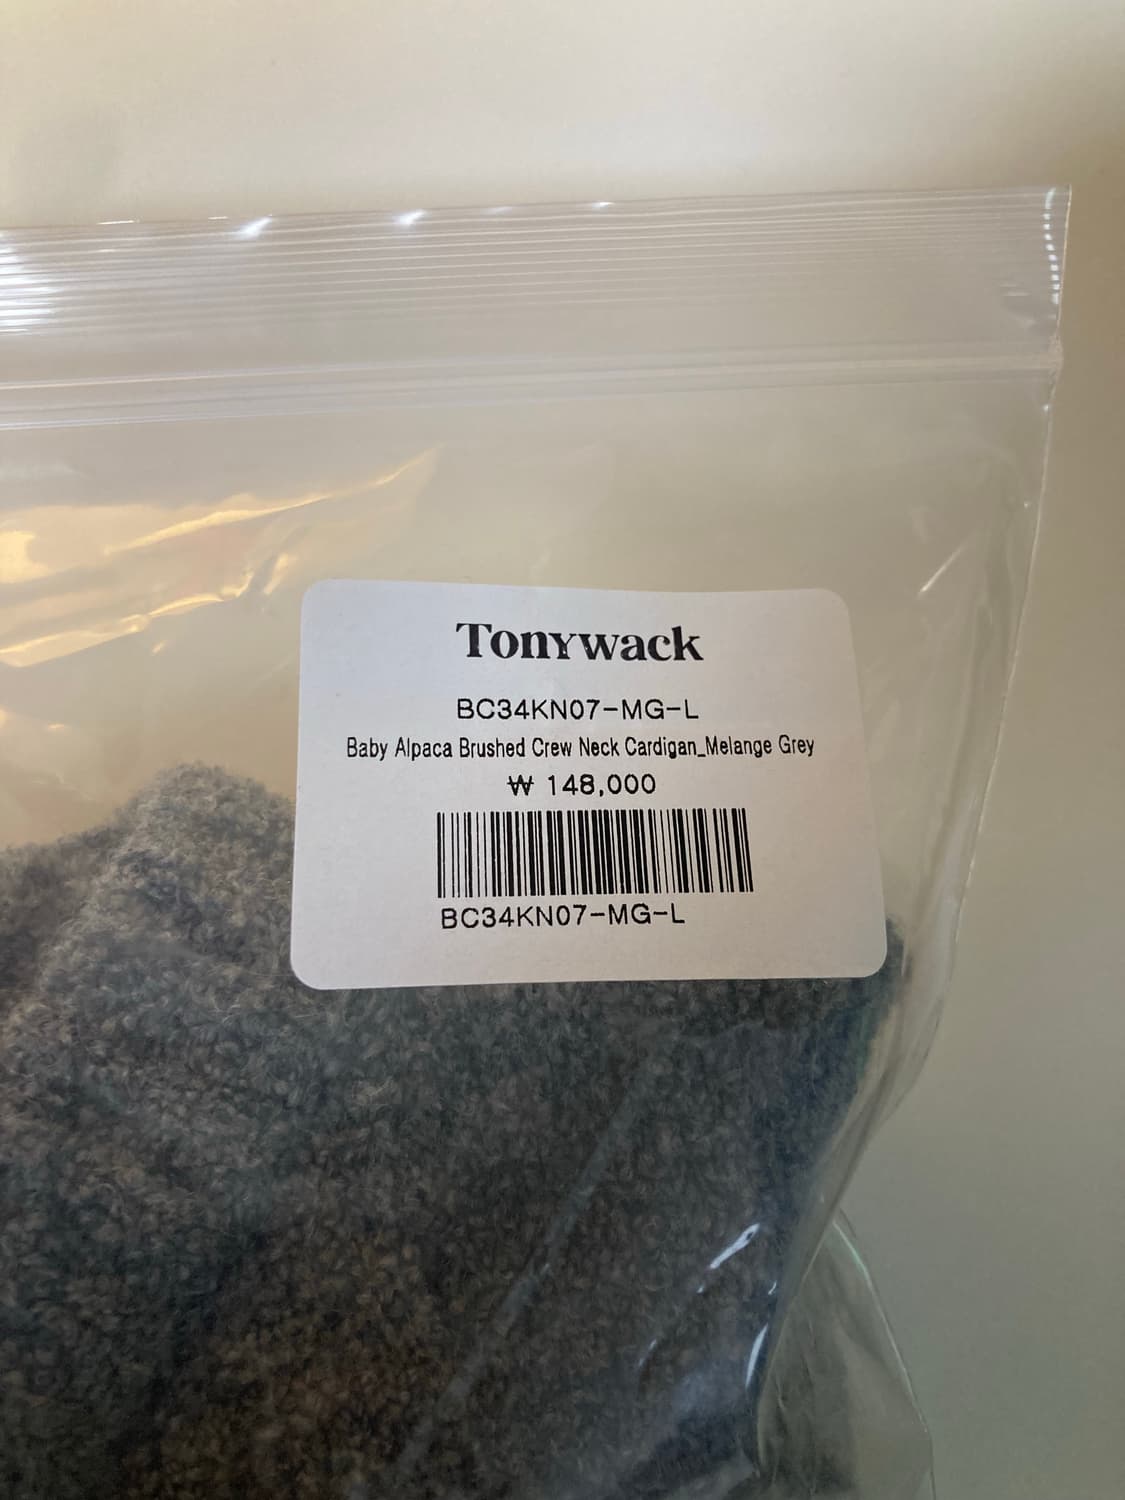 Tonywack
BC34KN07-MG-L
Baby Alpaca Brushed Crew Neck Cardigan_Melange Grey
₩ 148,000
BC34KN07-MG-L